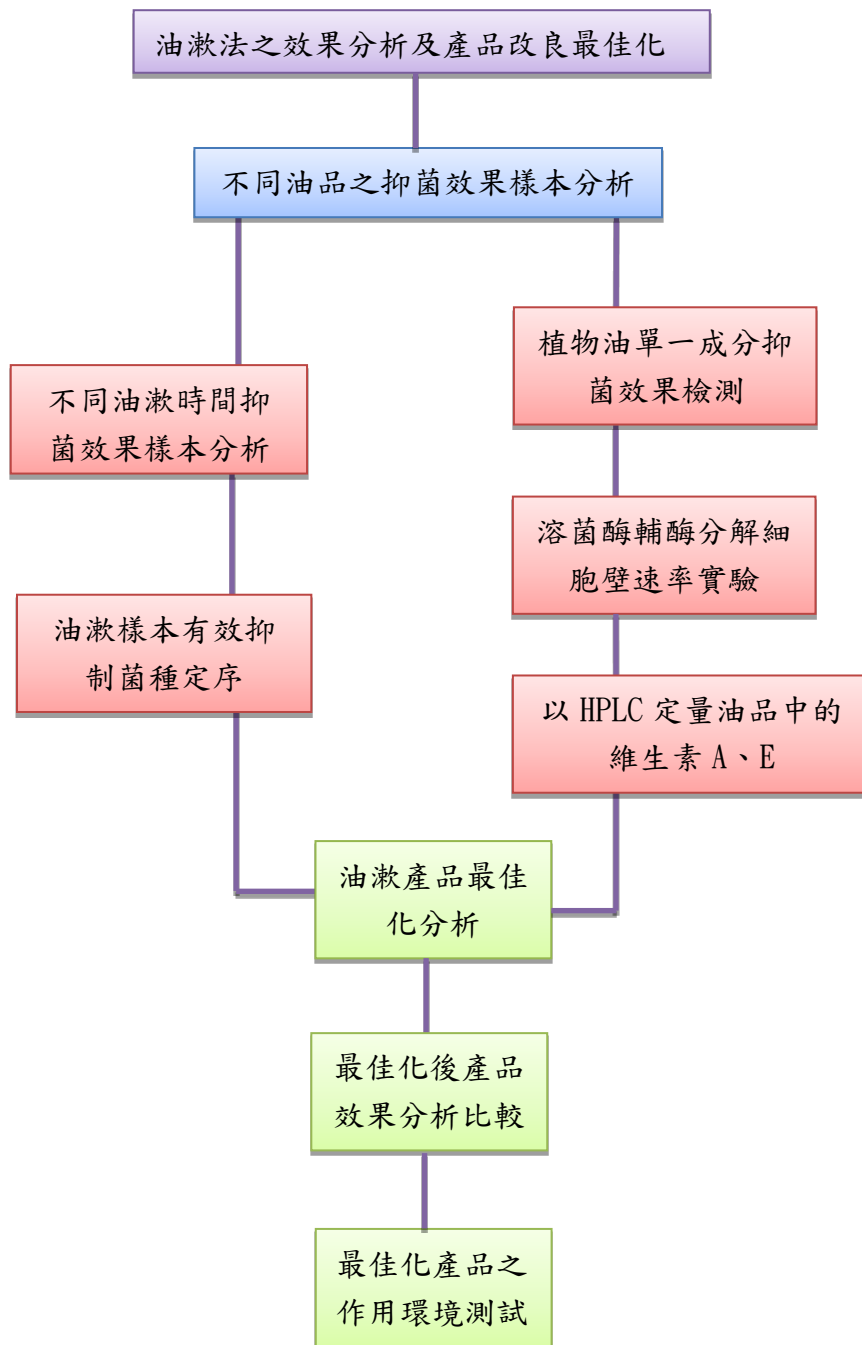 油漱法之效果分析及產品改良最佳化
不同油品之抑菌效果樣本分析
植物油單一成分抑
菌效果檢測
不同油漱時間抑
菌效果樣本分析
溶菌酶輔酶分解細
胞壁速率實驗
油漱樣本有效抑
制菌種定序
以 HPLC 定量油品中的
維生素 A、E
油漱產品最佳
化分析
最佳化後產品
效果分析比較
最佳化產品之
作用環境測試